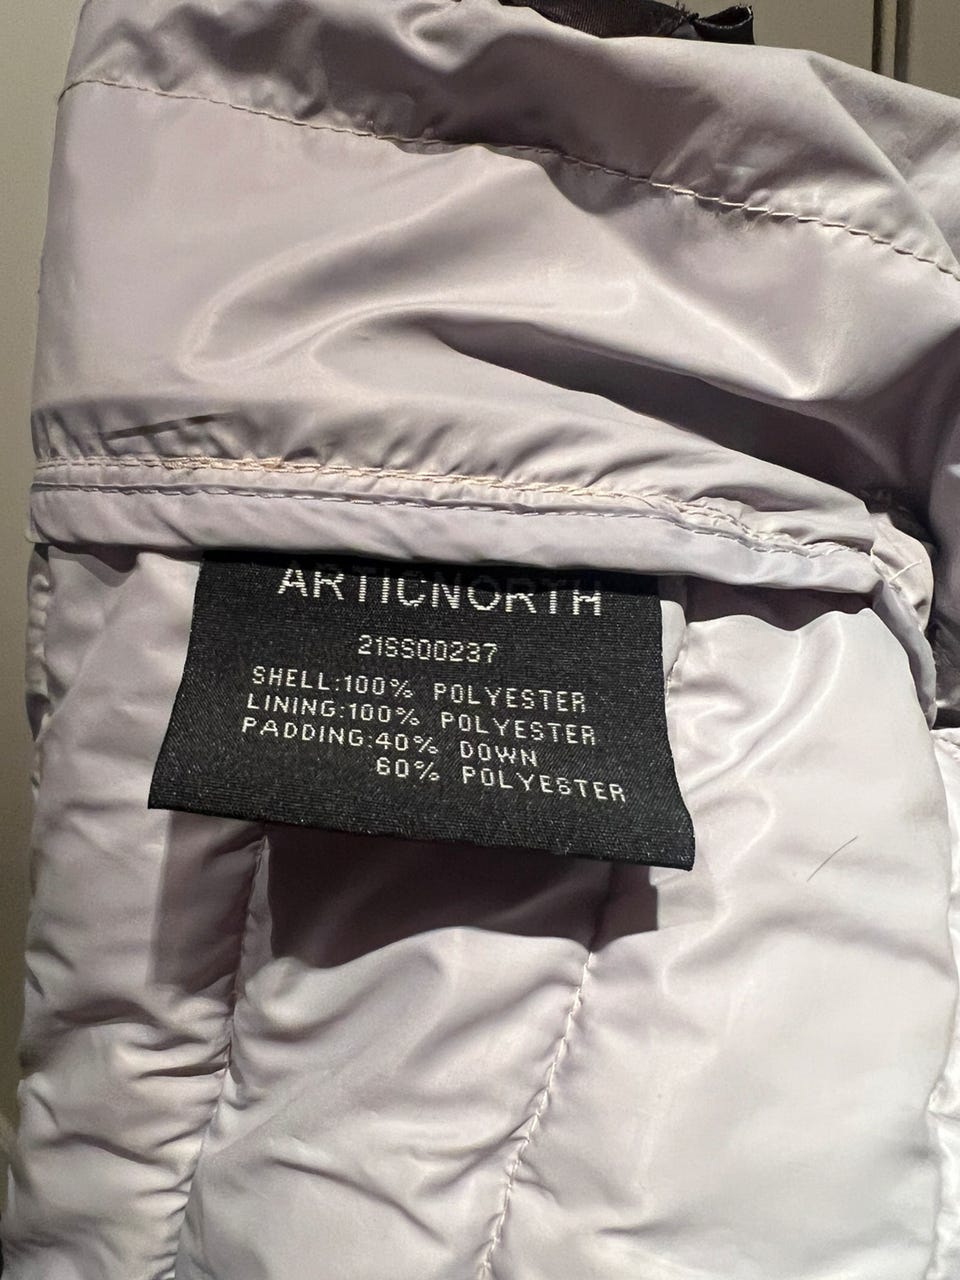 ARTICNORTH
21SS00237
SHELL:100% POLYESTER
LINING:100% POLYESTER
PADDING:40% DOWN
60% POLYESTER